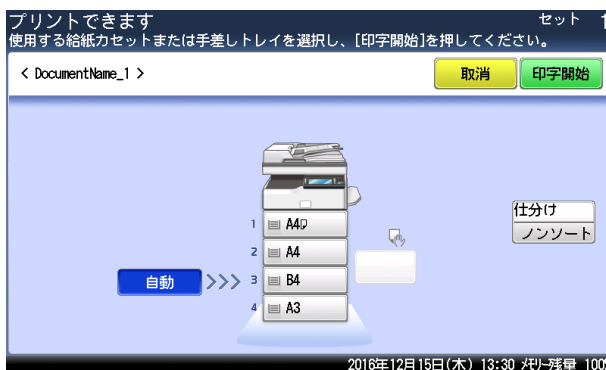 プリントできます
セット 1
使用する給紙カセットまたは手差しトレイを選択し、[印字開始]を押してください。
< DocumentName_1 >
取消
印字開始
1 A4
2 A4
自動 >>> 3 B4
4 A3
仕分け
ノンソート
2016年12月15日(木) 13:30 メモリー残量 100%